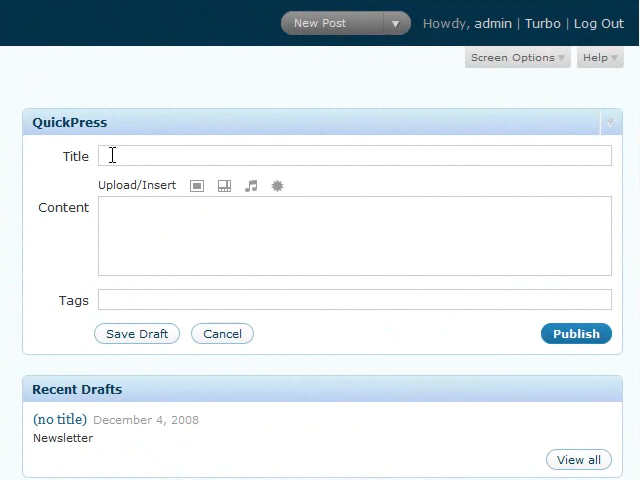 New Post
Howdy, admin | Turbo | Log Out
Screen Options
Help
QuickPress
Title
Upload/Insert
Content
Tags
Save Draft
Cancel
Publish
Recent Drafts
(no title) December 4, 2008
Newsletter
View all